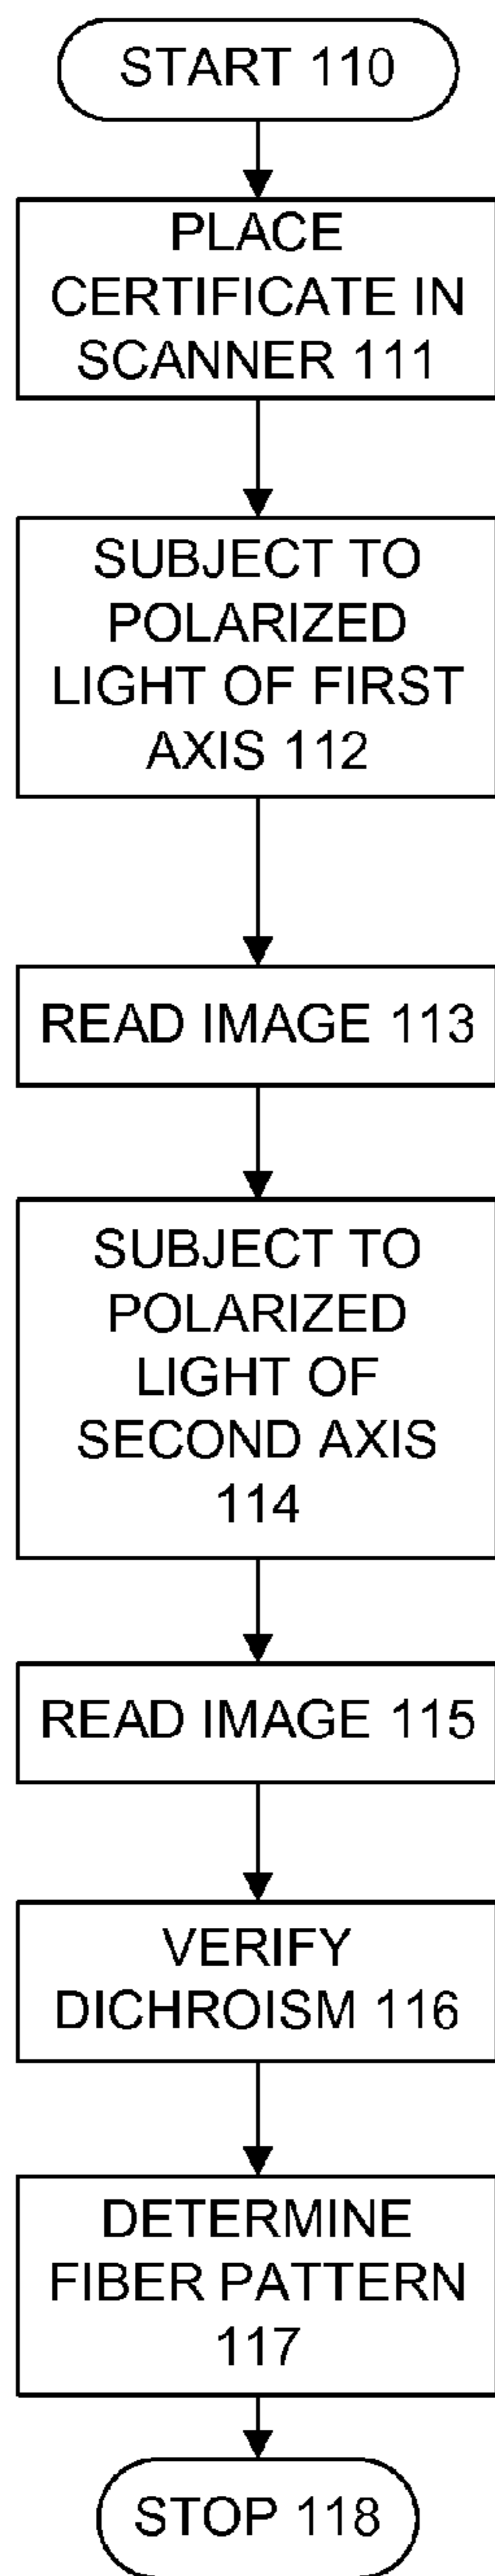 START 110
PLACE
CERTIFICATE IN
SCANNER 111
SUBJECT TO
POLARIZED
LIGHT OF FIRST
AXIS 112
READ IMAGE 113
SUBJECT TO
POLARIZED
LIGHT OF
SECOND AXIS
114
READ IMAGE 115
VERIFY
DICHROISM 116
DETERMINE
FIBER PATTERN
117
STOP 118